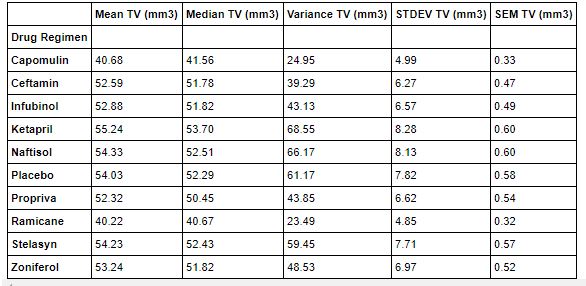 Mean TV (mm3) Median TV (mm3) Variance TV (mm3) STDEV TV (mm3) SEM TV (mm3)
Drug Regimen
Capomulin 40.68 41.56 24.95 4.99 0.33
Ceftamin 52.59 51.78 39.29 6.27 0.47
Infubinol 52.88 51.82 43.13 6.57 0.49
Ketapril 55.24 53.70 68.55 8.28 0.60
Naftisol 54.33 52.51 66.17 8.13 0.60
Placebo 54.03 52.29 61.17 7.82 0.58
Propriva 52.32 50.45 43.85 6.62 0.54
Ramicane 40.22 40.67 23.49 4.85 0.32
Stelasyn 54.23 52.43 59.45 7.71 0.57
Zoniferol 53.24 51.82 48.53 6.97 0.52